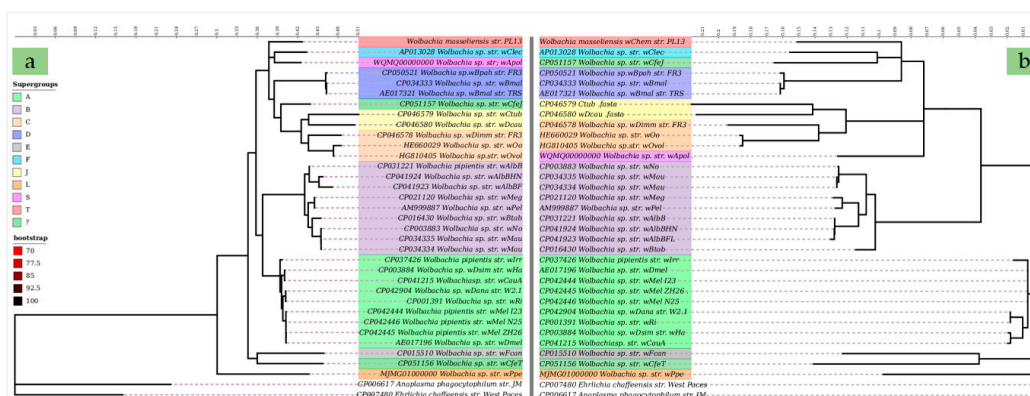 a
b
Supergroups
A
B
C
D
E
F
J
L
S
T
?
bootstrap
70
77.5
85
92.5
100
Wolbachia masseliensis str. PL13
AP013028 Wolbachia sp. str. wClec
WQMQ00000000 Wolbachia sp. str; wApol
CP050521 Wolbachia sp.wBpah str. FR3
CP034333 Wolbachia sp. str. wBmal
AE017321 Wolbachia sp. wBmal str. TRS
CP051157 Wolbachia sp. str. wCfeJ
CP046579 Wolbachia sp. str. wCtub
CP046580 Wolbachia sp. str. wDcau
CP046578 Wolbachia sp. wDimm str. FR3
HE660029 Wolbachia sp. str. wOo
HG810405 Wolbachia sp.str. wOvol
CP031221 Wolbachia pipientis str. wAlbB
CP041924 Wolbachia sp. str. wAlbBHN
CP041923 Wolbachia sp. str. wAlbBF
CP021120 Wolbachia sp. str. wMeg
AM999887 Wolbachia sp. str. wPel
CP016430 Wolbachia sp. str. wBtab
CP003883 Wolbachia sp. str. wNo
CP034335 Wolbachia sp. str. wMau
CP034334 Wolbachia sp. str. wMau
CP037426 Wolbachia pipientis str. wIrr
CP003884 Wolbachia sp. wDsim str. wHa
CP041215 Wolbachiasp. str. wCauA
CP042904 Wolbachia sp. wDana str. W2.1
CP001391 Wolbachia sp. str. wRi
CP042444 Wolbachia pipientis str. wMel I23
CP042446 Wolbachia pipientis str. wMel N25
CP042445 Wolbachia pipientis str. wMel ZH26
AE017196 Wolbachia sp. str. wDmel
CP015510 Wolbachia sp. str. wFcan
CP051156 Wolbachia sp. str. wCfeT
MJMG01000000 Wolbachia sp. str. wPpe
CP006617 Anaplasma phagocytophilum str. JM
CP007480 Ehrlichia chaffeensis str. West Paces
Wolbachia masseliensis wChem str. PL13
AP013028 Wolbachia sp. str. wClec
CP051157 Wolbachia sp. str. wCfeJ
CP050521 Wolbachia sp.wBpah str. FR3
CP034333 Wolbachia sp. str. wBmal
AE017321 Wolbachia sp. wBmal str. TRS
CP046579 Ctub .fasta
CP046580 wDcau .fasta
CP046578 Wolbachia sp. wDimm str. FR3
HE660029 Wolbachia sp. str. wOo
HG810405 Wolbachia sp.str. wOvol
WQMQ00000000 Wolbachia sp. str. wApol
CP003883 Wolbachia sp. str. wNo
CP034335 Wolbachia sp. str. wMau
CP034334 Wolbachia sp. str. wMau
CP021120 Wolbachia sp. str. wMeg
AM999887 Wolbachia sp. str. wPel
CP031221 Wolbachia sp. str. wAlbB
CP041924 Wolbachia sp. str. wAlbBHN
CP041923 Wolbachia sp. str. wAlbBFL
CP016430 Wolbachia sp. str. wBtab
CP037426 Wolbachia pipientis str. wIrr
AE017196 Wolbachia sp. str. wDmel
CP042444 Wolbachia sp. str. wMel I23
CP042445 Wolbachia sp. str. wMel ZH26
CP042446 Wolbachia sp. str. wMel N25
CP042904 Wolbachia sp. wDana str. W2.1
CP001391 Wolbachia sp. str. wRi
CP003884 Wolbachia sp. wDsim str. wHa
CP041215 Wolbachiasp. str. wCauA
CP015510 Wolbachia sp. str. wFcan
CP051156 Wolbachia sp. str. wCfeT
MJMG01000000 Wolbachia sp. str. wPpe
CP007480 Ehrlichia chaffeensis str. West Paces
CP006617 Anaplasma phagocytophilum str. JM